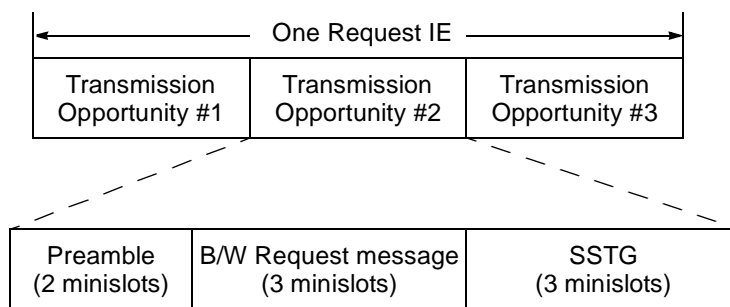 One Request IE
Transmission Opportunity #1
Transmission Opportunity #2
Transmission Opportunity #3
Preamble
(2 minislots)
B/W Request message
(3 minislots)
SSTG
(3 minislots)